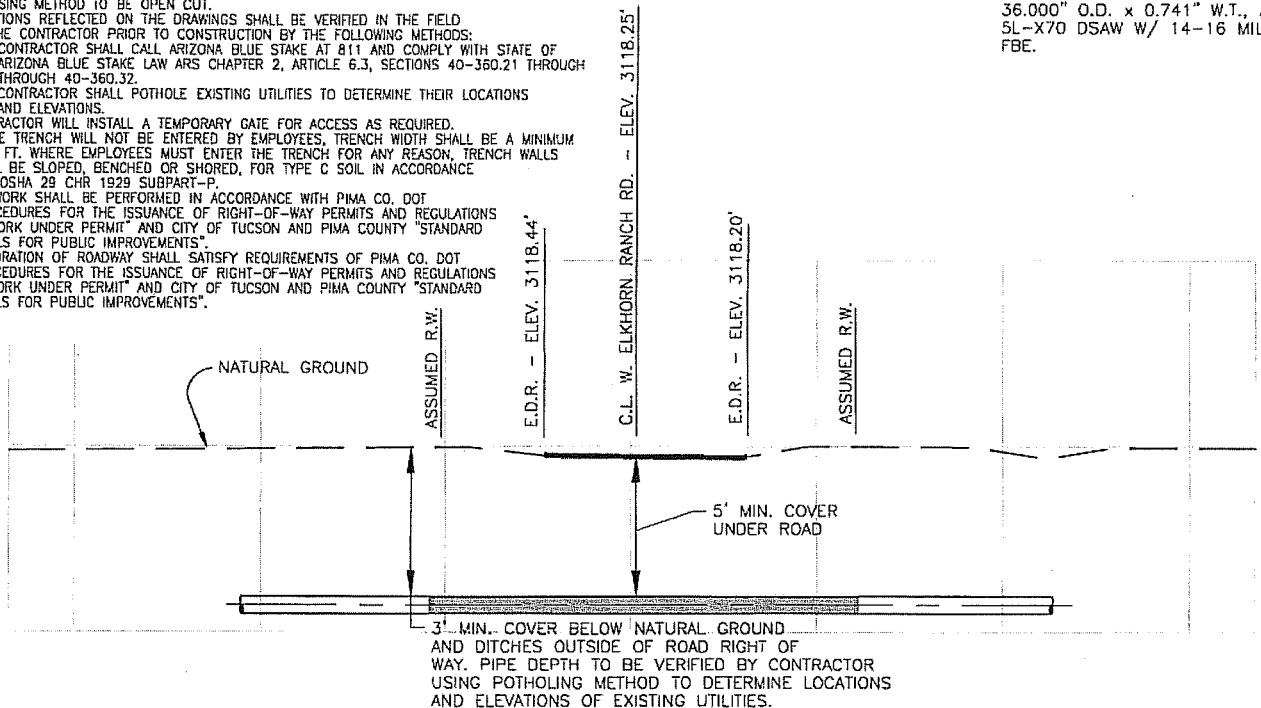 SING METHOD TO BE OPEN CUT.
TIONS REFLECTED ON THE DRAWINGS SHALL BE VERIFIED IN THE FIELD
HE CONTRACTOR PRIOR TO CONSTRUCTION BY THE FOLLOWING METHODS:
CONTRACTOR SHALL CALL ARIZONA BLUE STAKE AT 811 AND COMPLY WITH STATE OF
ARIZONA BLUE STAKE LAW ARS CHAPTER 2, ARTICLE 6.3, SECTIONS 40-360.21 THROUGH
THROUGH 40-360.32.
CONTRACTOR SHALL POTHOLE EXISTING UTILITIES TO DETERMINE THEIR LOCATIONS
AND ELEVATIONS.
RACTOR WILL INSTALL A TEMPORARY GATE FOR ACCESS AS REQUIRED.
E TRENCH WILL NOT BE ENTERED BY EMPLOYEES, TRENCH WIDTH SHALL BE A MINIMUM
FT. WHERE EMPLOYEES MUST ENTER THE TRENCH FOR ANY REASON, TRENCH WALLS
L BE SLOPED, BENCHED OR SHORED, FOR TYPE C SOIL IN ACCORDANCE
OSHA 29 CHR 1929 SUBPART-P.
WORK SHALL BE PERFORMED IN ACCORDANCE WITH PIMA CO. DOT
CEDURES FOR THE ISSUANCE OF RIGHT-OF-WAY PERMITS AND REGULATIONS
ORK UNDER PERMIT" AND CITY OF TUCSON AND PIMA COUNTY "STANDARD
LS FOR PUBLIC IMPROVEMENTS".
ORATION OF ROADWAY SHALL SATISFY REQUIREMENTS OF PIMA CO. DOT
CEDURES FOR THE ISSUANCE OF RIGHT-OF-WAY PERMITS AND REGULATIONS
ORK UNDER PERMIT" AND CITY OF TUCSON AND PIMA COUNTY "STANDARD
LS FOR PUBLIC IMPROVEMENTS".
36.000" O.D. x 0.741" W.T.,
5L-X70 DSAW W/ 14-16 MIL
FBE.
NATURAL GROUND
ASSUMED R.W.
E.D.R. - ELEV. 3118.44'
C.L. W. ELKHORN RANCH RD. - ELEV. 3118.25'
E.D.R. - ELEV. 3118.20'
ASSUMED R.W.
5' MIN. COVER
UNDER ROAD
3' MIN. COVER BELOW NATURAL GROUND
AND DITCHES OUTSIDE OF ROAD RIGHT OF
WAY. PIPE DEPTH TO BE VERIFIED BY CONTRACTOR
USING POTHOLING METHOD TO DETERMINE LOCATIONS
AND ELEVATIONS OF EXISTING UTILITIES.